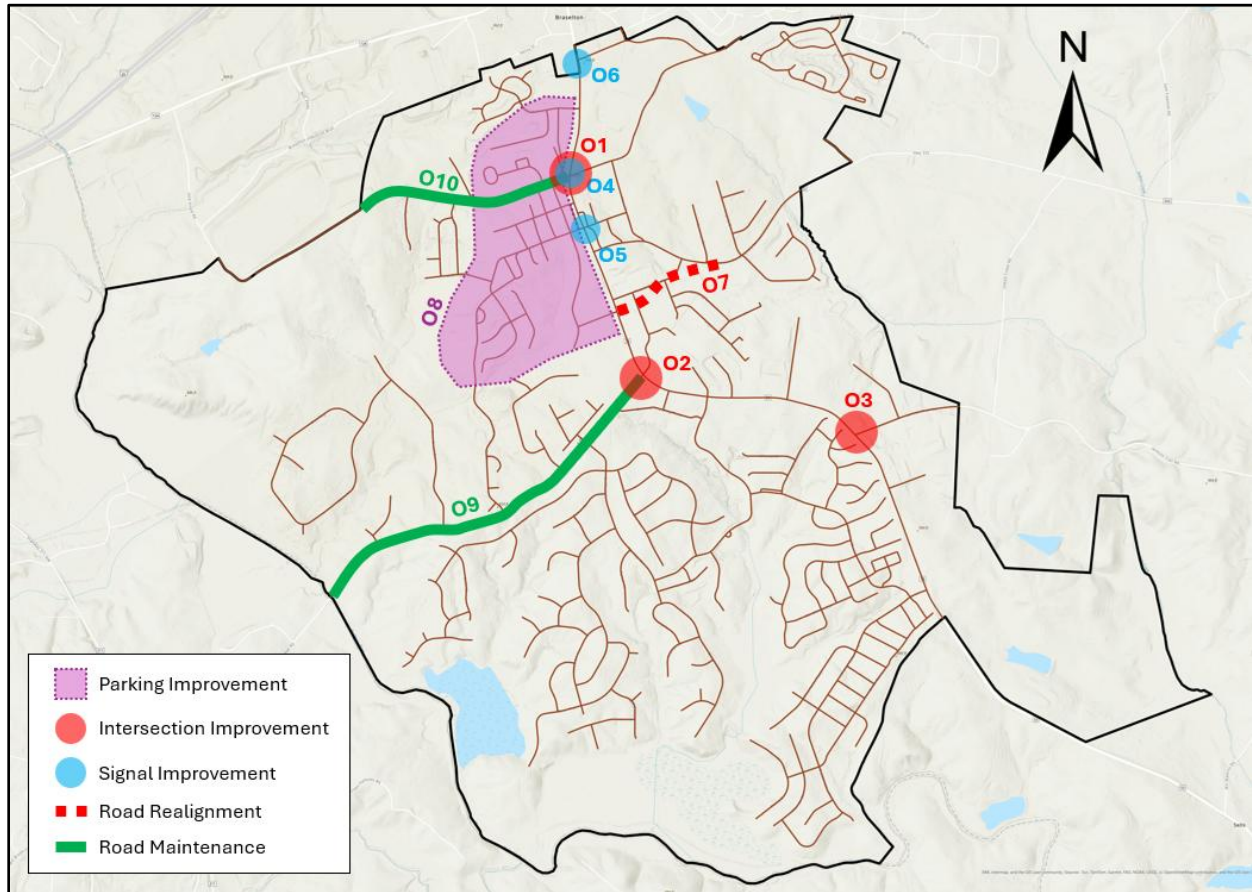 Braselton
N
O6
O1
O10
O4
O5
O7
O8
O2
O3
O9
Parking Improvement
Intersection Improvement
Signal Improvement
Road Realignment
Road Maintenance